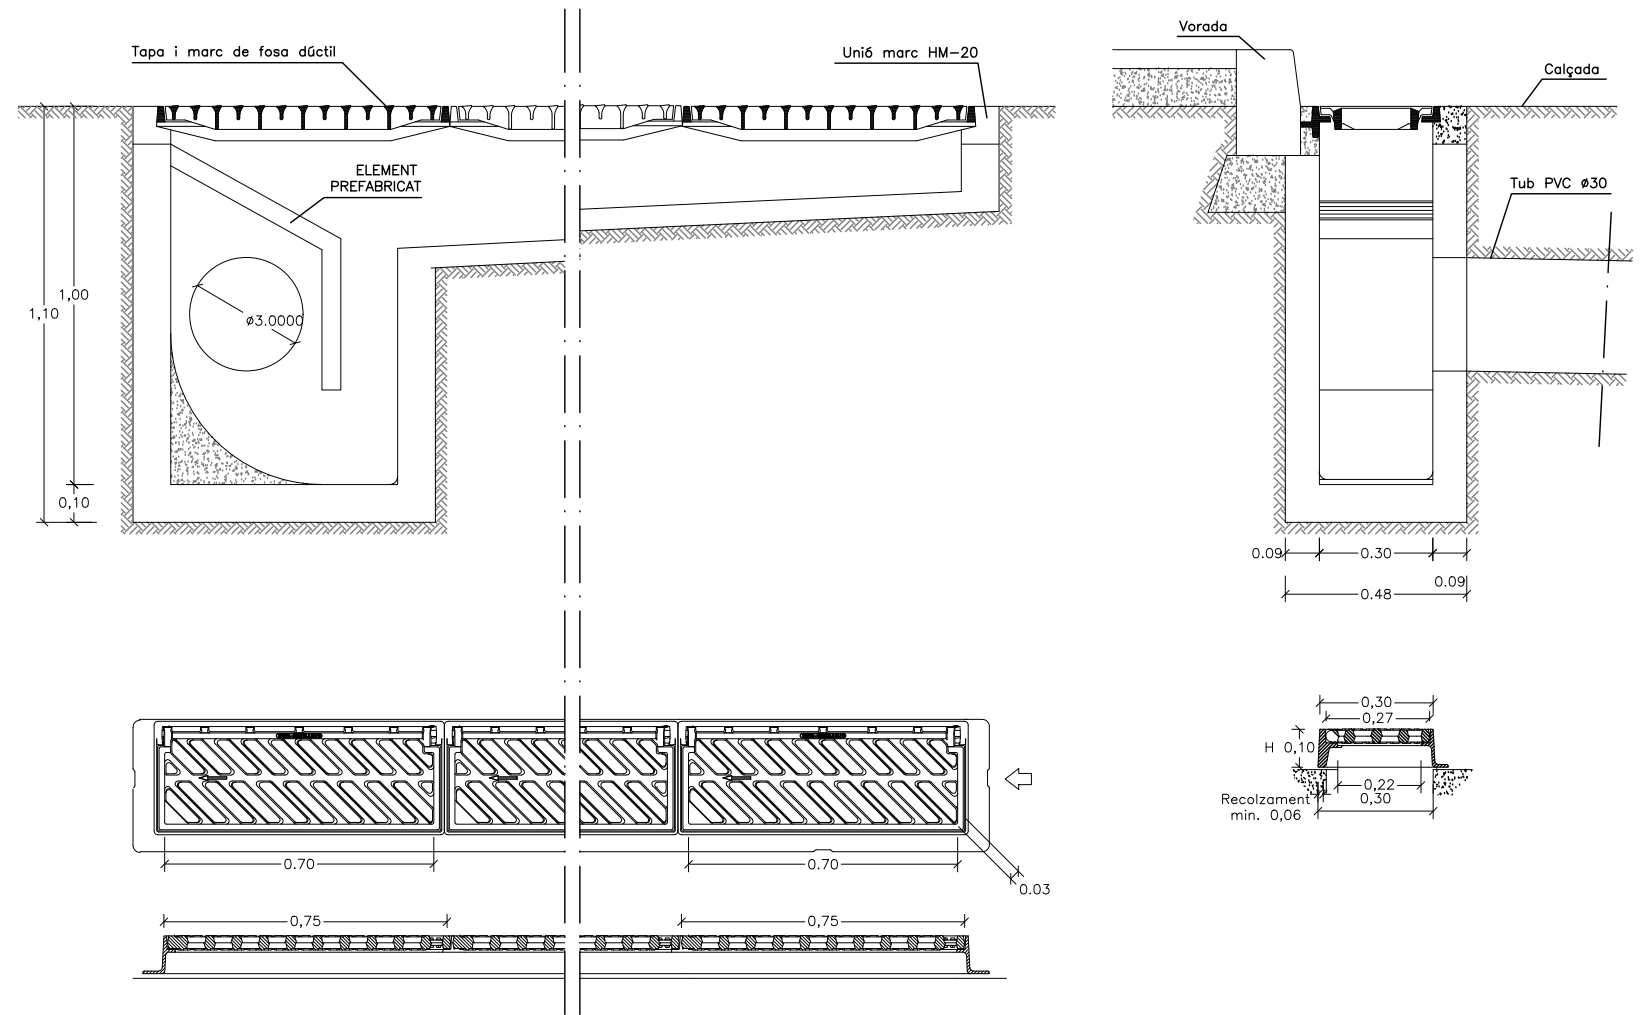 Tapa i marc de fosa dúctil
Unió marc HM-20
Vorada
Calçada
ELEMENT
PREFABRICAT
Tub PVC ø30
1,00
1,10
ø3.0000
0,10
0.09
0.30
0.09
0.48
0,30
0,27
H 0,10
0,22
Recolzament
0,30
min. 0,06
0.70
0.70
0.03
0,75
0,75